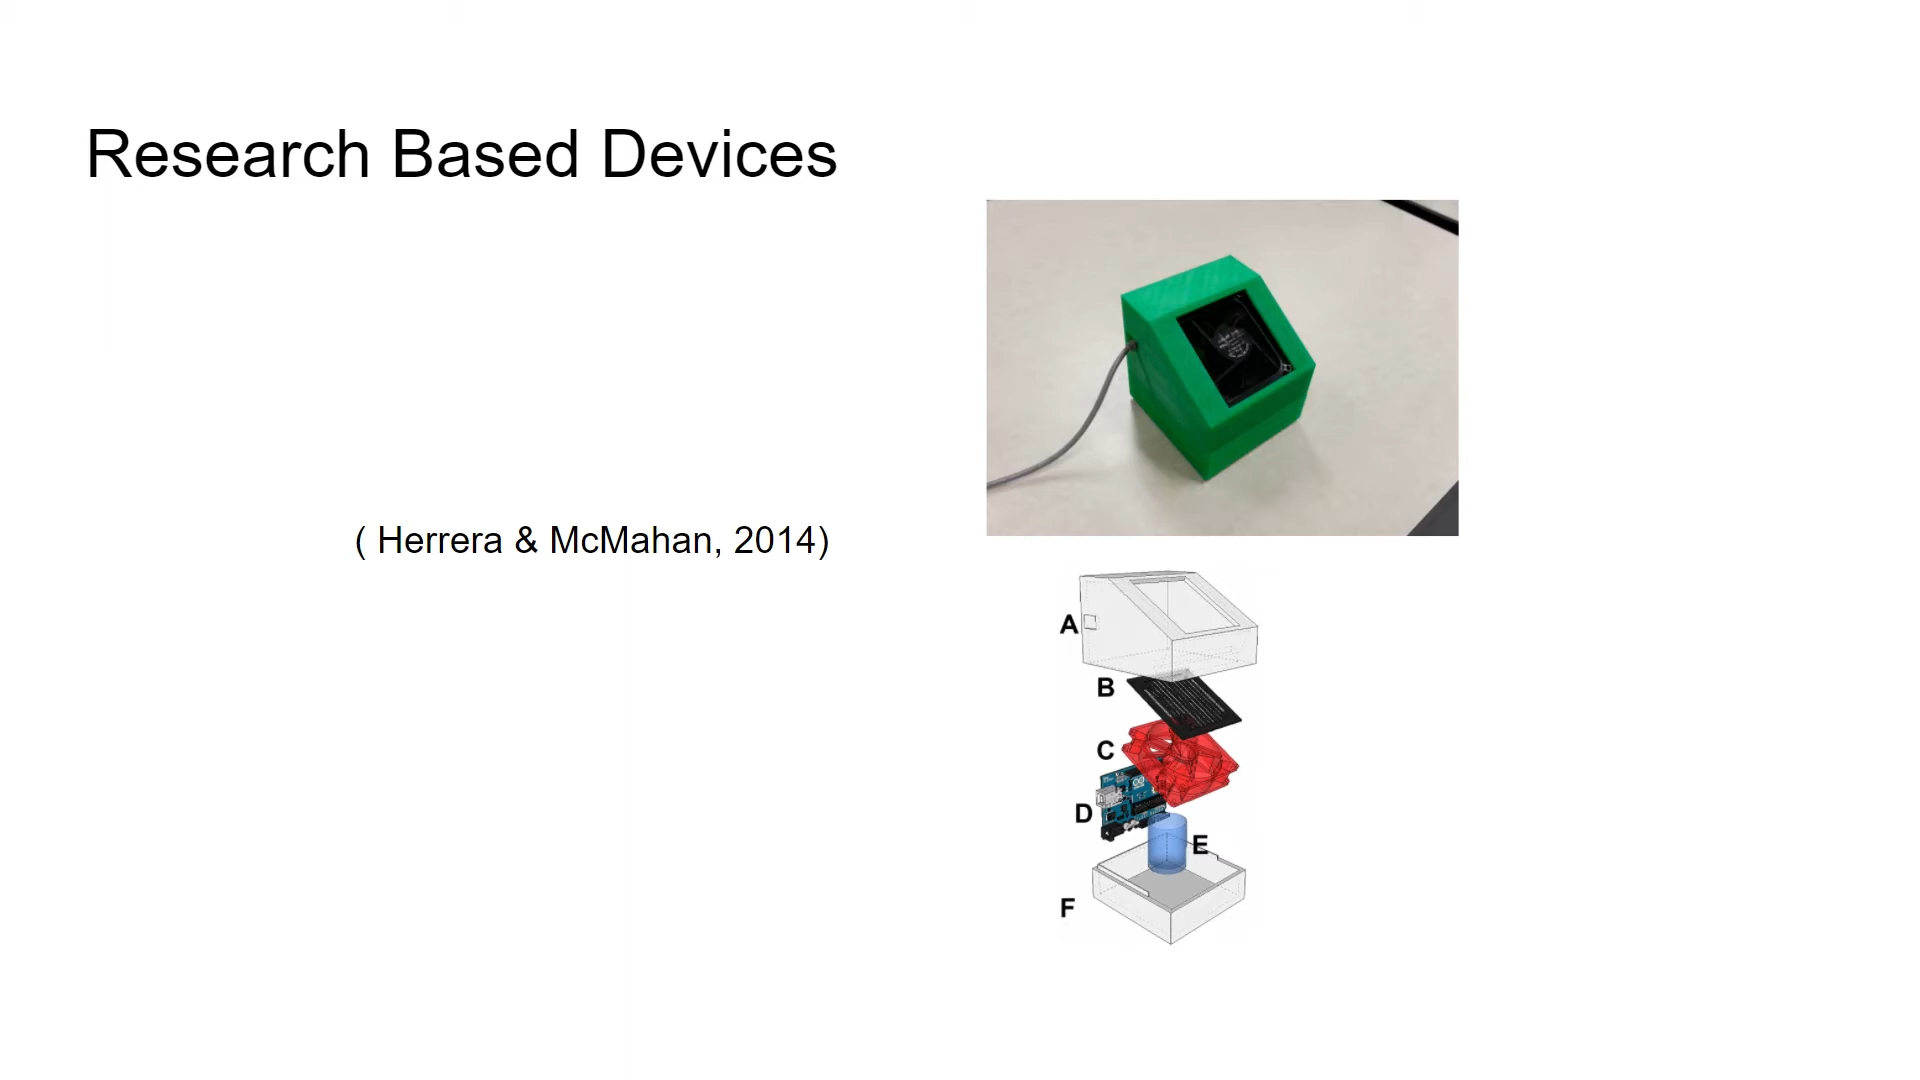 Research Based Devices
( Herrera & McMahan, 2014)
A
B
C
D
E
F